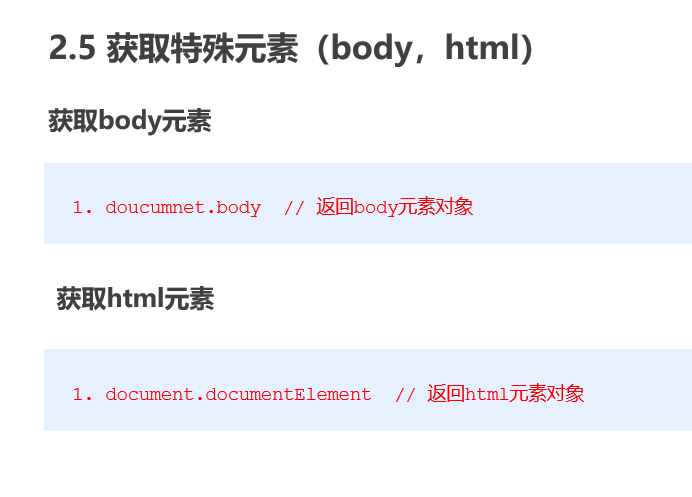 2.5 获取特殊元素（body，html）
获取body元素
1. doucumnet.body  // 返回body元素对象
获取html元素
1. document.documentElement  // 返回html元素对象